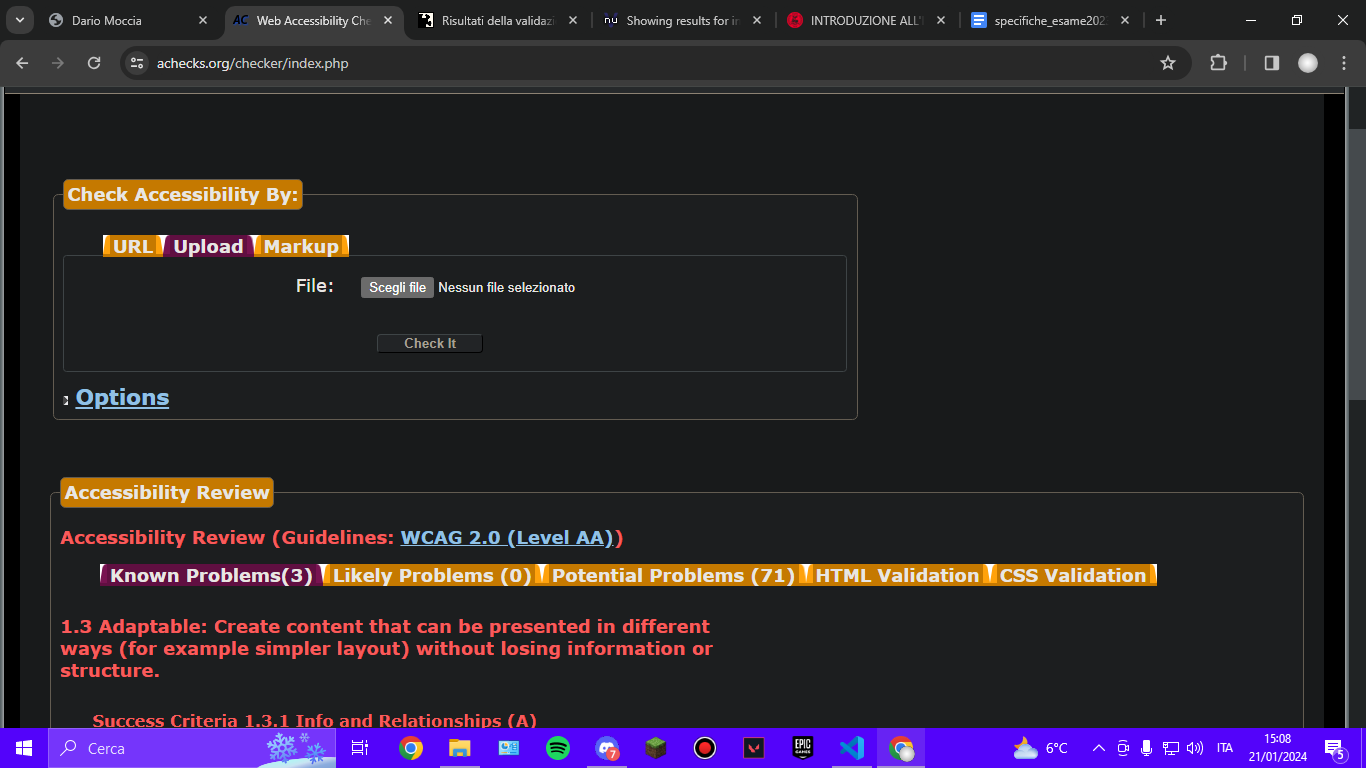 Dario Moccia
Web Accessibility Che
Risultati della validazi
Showing results for in
INTRODUZIONE ALL'
specifiche_esame202
achecks.org/checker/index.php
Check Accessibility By:
URL Upload Markup
File: Scegli file Nessun file selezionato
Check It
Options
Accessibility Review
Accessibility Review (Guidelines: WCAG 2.0 (Level AA))
Known Problems(3) Likely Problems (0) Potential Problems (71) HTML Validation CSS Validation
1.3 Adaptable: Create content that can be presented in different
ways (for example simpler layout) without losing information or
structure.
Success Criteria 1.3.1 Info and Relationships (A)
Cerca
7
EPIC
GAMES
6°C
ITA
15:08
21/01/2024
5